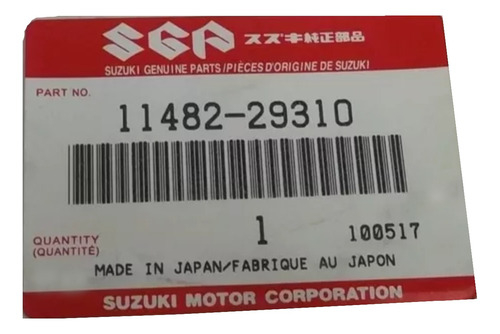 SGP スズキ純正部品
SUZUKI GENUINE PARTS/PIÈCES D'ORIGINE DE SUZUKI
PART NO.
11482-29310
QUANTITY 1 100517
(QUANTITÉ)
MADE IN JAPAN/FABRIQUE AU JAPON
SUZUKI MOTOR CORPORATION